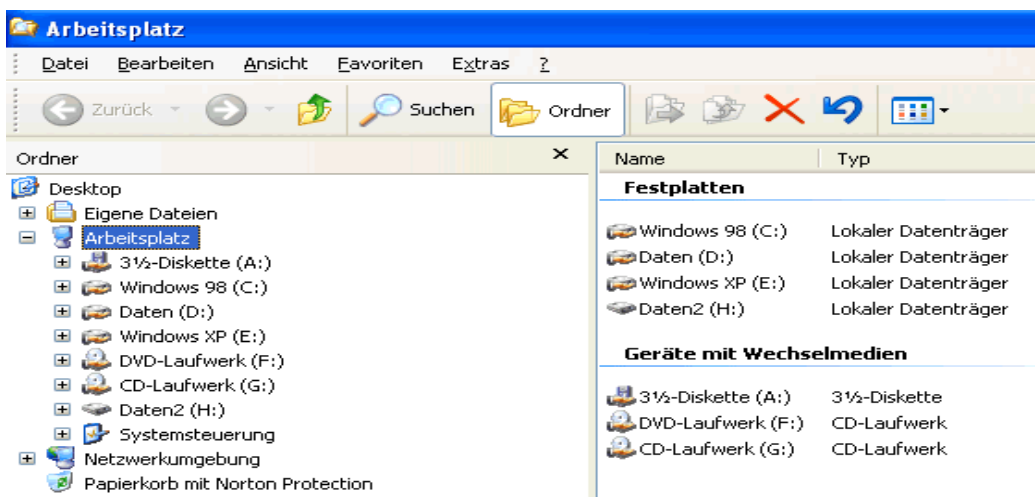 Arbeitsplatz
Datei Bearbeiten Ansicht Favoriten Extras ?
Zurück Suchen Ordner
Ordner
Desktop
Eigene Dateien
Arbeitsplatz
3½-Diskette (A:)
Windows 98 (C:)
Daten (D:)
Windows XP (E:)
DVD-Laufwerk (F:)
CD-Laufwerk (G:)
Daten2 (H:)
Systemsteuerung
Netzwerkumgebung
Papierkorb mit Norton Protection
Name Typ
Festplatten
Windows 98 (C:) Lokaler Datenträger
Daten (D:) Lokaler Datenträger
Windows XP (E:) Lokaler Datenträger
Daten2 (H:) Lokaler Datenträger
Geräte mit Wechselmedien
3½-Diskette (A:) 3½-Diskette
DVD-Laufwerk (F:) CD-Laufwerk
CD-Laufwerk (G:) CD-Laufwerk